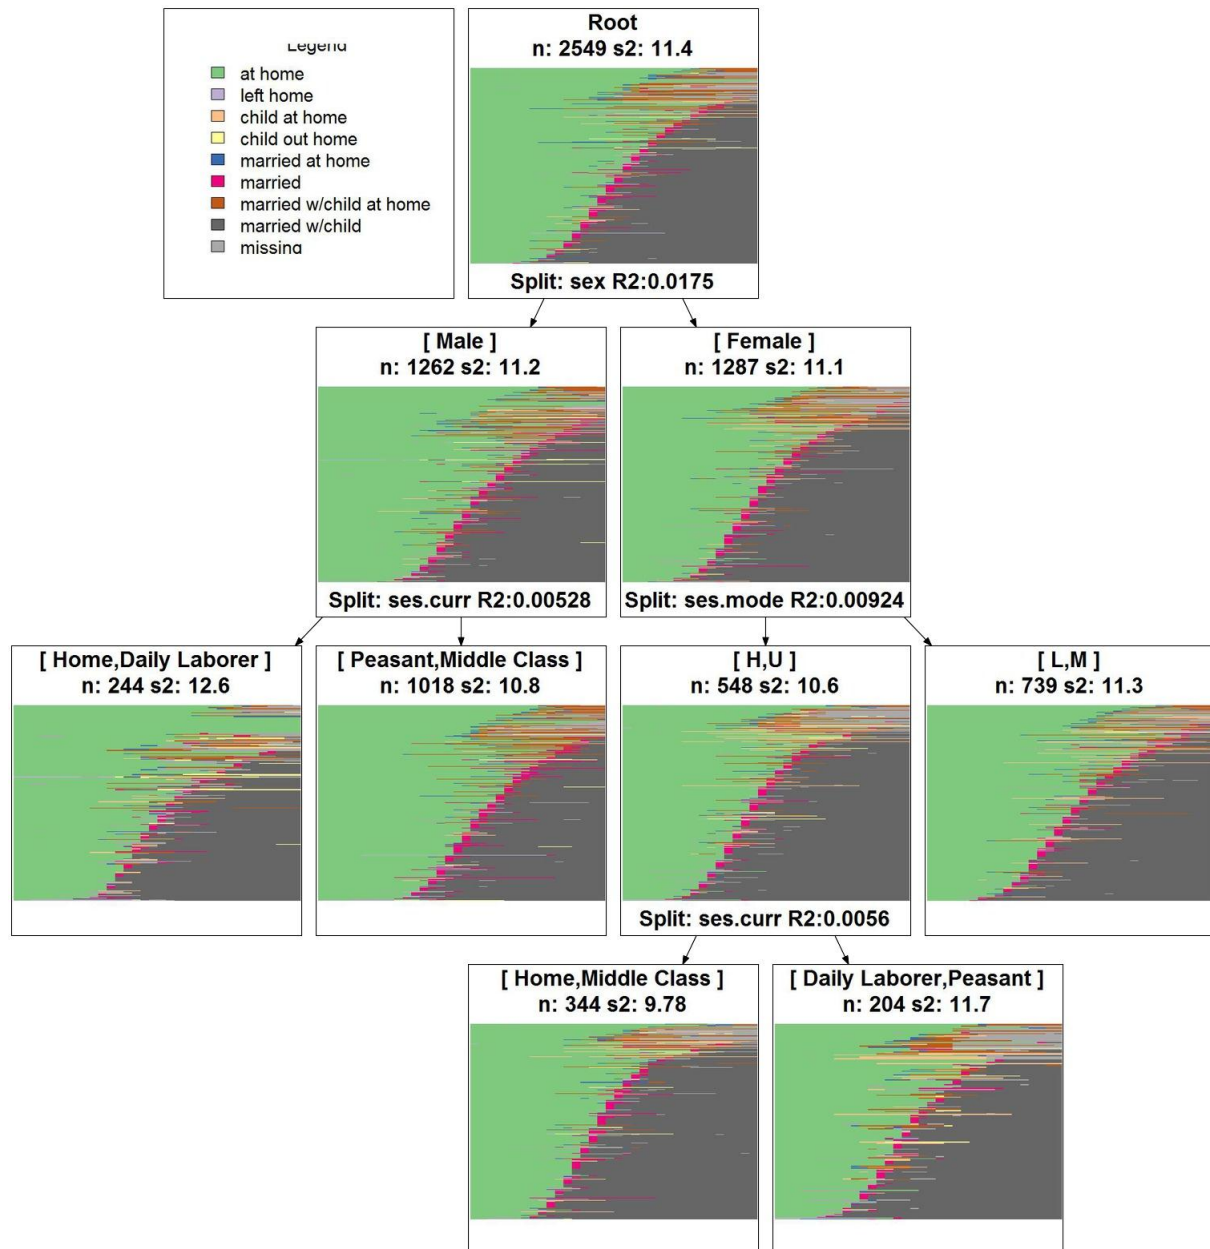 Legend
at home
left home
child at home
child out home
married at home
married
married w/child at home
married w/child
missing
Root
n: 2549 s2: 11.4
Split: sex R2:0.0175
[ Male ]
n: 1262 s2: 11.2
Split: ses.curr R2:0.00528
[ Female ]
n: 1287 s2: 11.1
Split: ses.mode R2:0.00924
[ Home,Daily Laborer ]
n: 244 s2: 12.6
[ Peasant,Middle Class ]
n: 1018 s2: 10.8
[ H,U ]
n: 548 s2: 10.6
Split: ses.curr R2:0.0056
[ L,M ]
n: 739 s2: 11.3
[ Home,Middle Class ]
n: 344 s2: 9.78
[ Daily Laborer,Peasant ]
n: 204 s2: 11.7